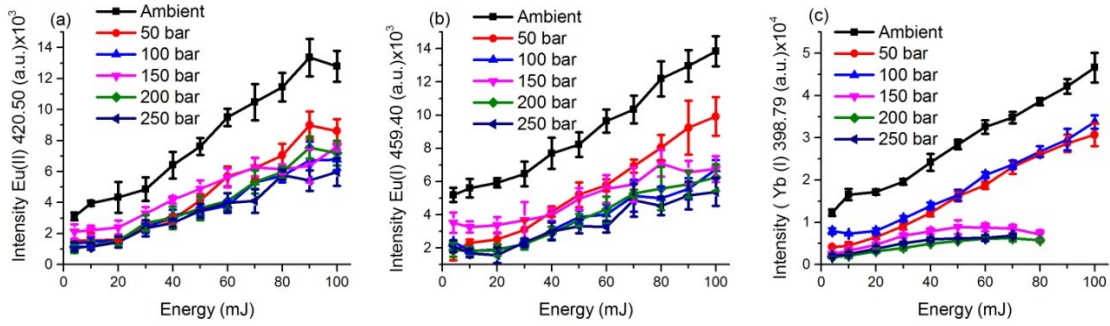 (a)
Ambient
50 bar
100 bar
150 bar
200 bar
250 bar
Intensity Eu(II) 420.50 (a.u.)x10³
14
12
10
8
6
4
2
0
0 20 40 60 80 100
Energy (mJ)
(b)
Ambient
50 bar
100 bar
150 bar
200 bar
250 bar
Intensity Eu(I) 459.40 (a.u.)x10³
14
12
10
8
6
4
2
0 20 40 60 80 100
Energy (mJ)
(c)
Ambient
50 bar
100 bar
150 bar
200 bar
250 bar
Intensity ( Yb (I) 398.79 (a.u.)x10⁴
5
4
3
2
1
0
0 20 40 60 80 100
Energy (mJ)